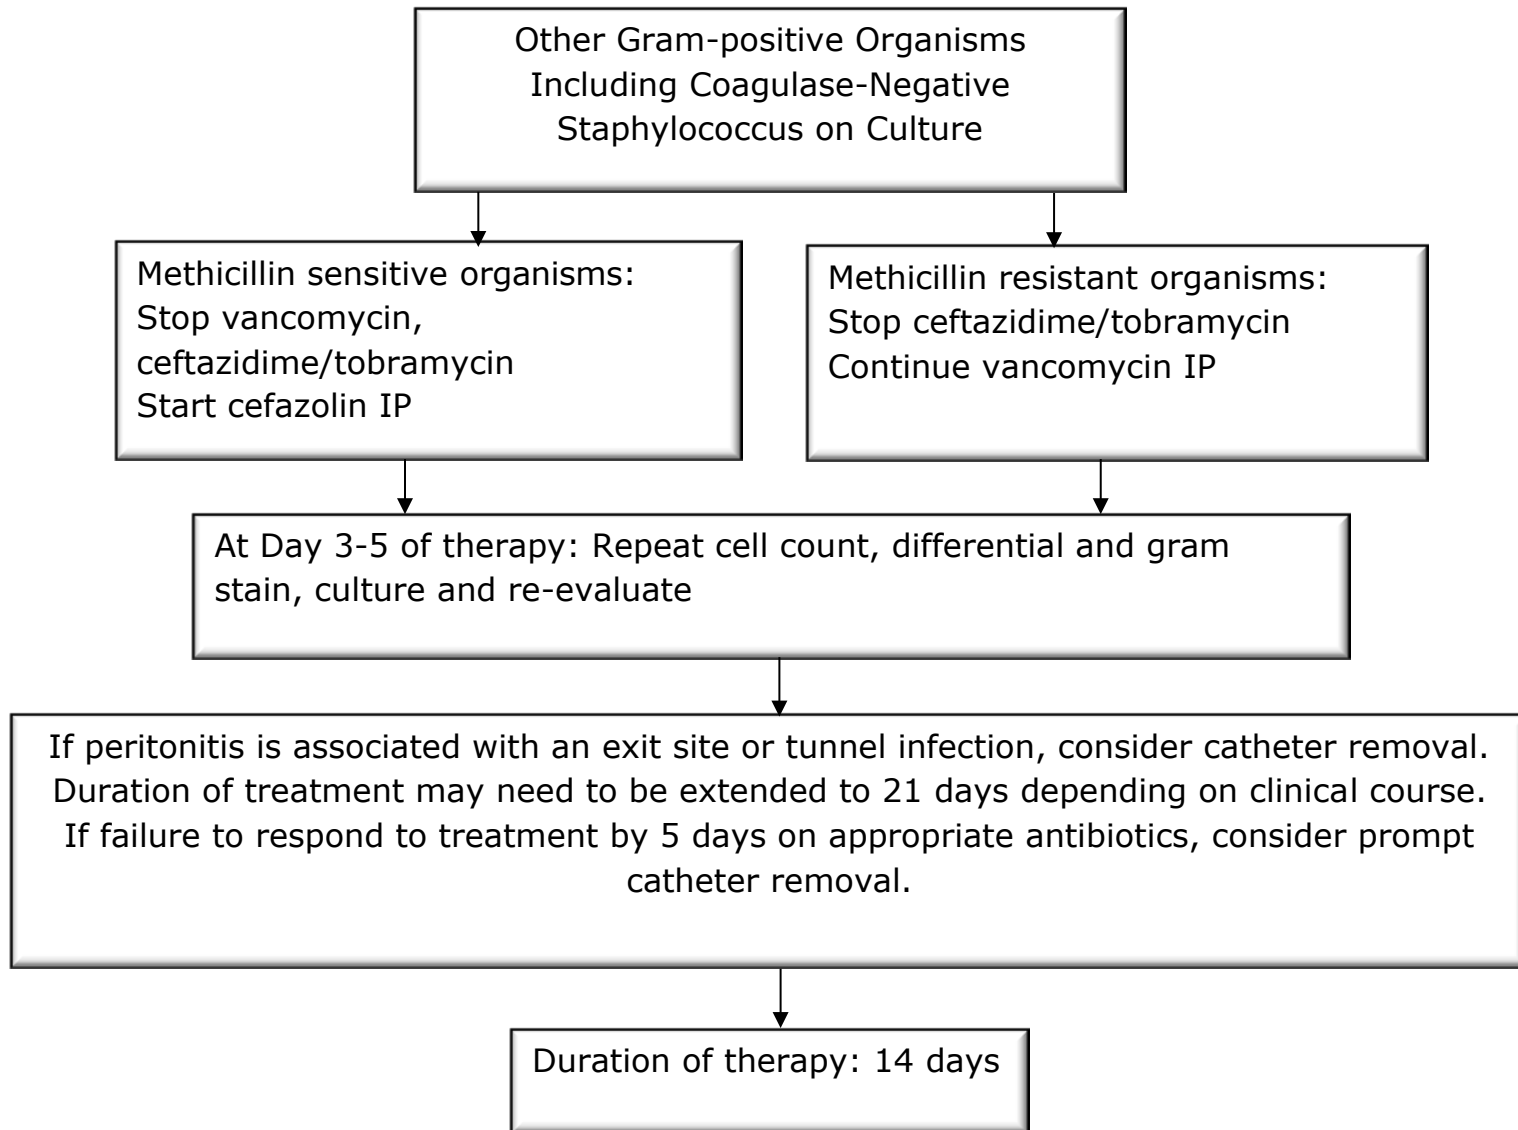 Other Gram-positive Organisms
Including Coagulase-Negative
Staphylococcus on Culture
Methicillin sensitive organisms:
Stop vancomycin,
ceftazidime/tobramycin
Start cefazolin IP
Methicillin resistant organisms:
Stop ceftazidime/tobramycin
Continue vancomycin IP
At Day 3-5 of therapy: Repeat cell count, differential and gram
stain, culture and re-evaluate
If peritonitis is associated with an exit site or tunnel infection, consider catheter removal.
Duration of treatment may need to be extended to 21 days depending on clinical course.
If failure to respond to treatment by 5 days on appropriate antibiotics, consider prompt
catheter removal.
Duration of therapy: 14 days